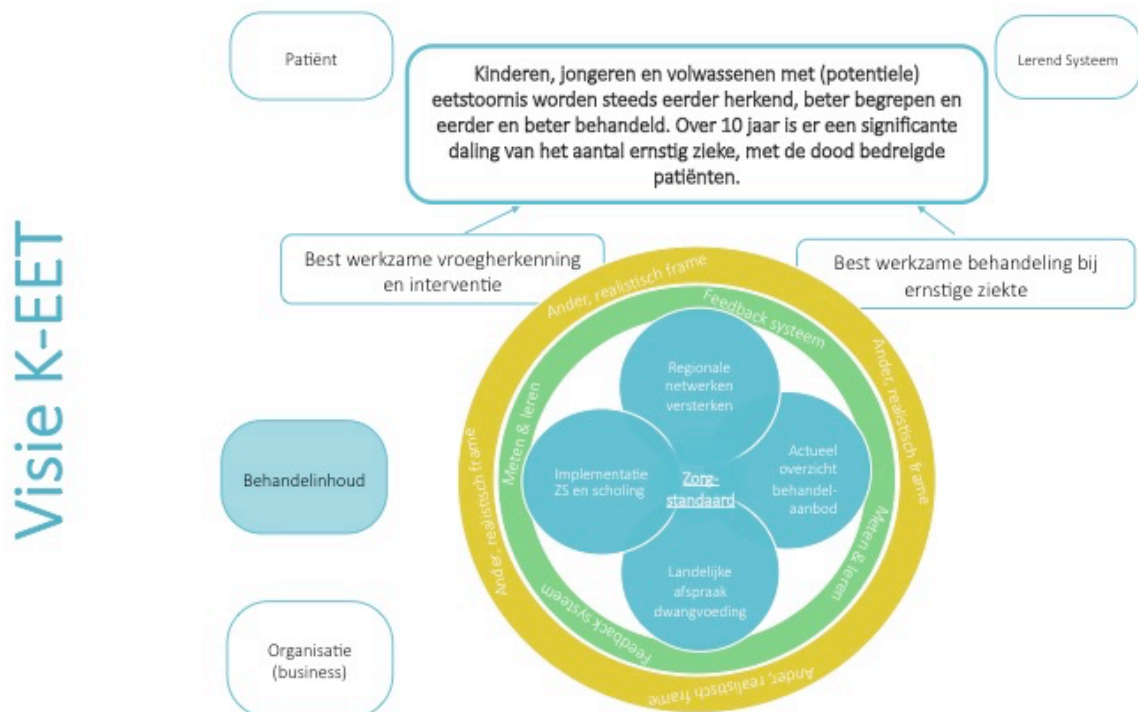 Visie K-EET
Patiënt
Kinderen, jongeren en volwassenen met (potentiele)
eetstoornis worden steeds eerder herkend, beter begrepen en
eerder en beter behandeld. Over 10 jaar is er een significante
daling van het aantal ernstig zieke, met de dood bedreigde
patiënten.
Lerend Systeem
Best werkzame vroegherkenning
en interventie
Best werkzame behandeling bij
ernstige ziekte
Ander, realistisch frame
Ander, realistisch frame
Ander, realistisch frame
Ander, realistisch frame
Feedback systeem
Meten & leren
Meten & leren
Feedback systeem
Regionale
netwerken
versterken
Implementatie
ZS en scholing
Zorg-
standaard
Actueel
overzicht
behandel-
aanbod
Landelijke
afspraak
dwangvoeding
Behandelinhoud
Organisatie
(business)